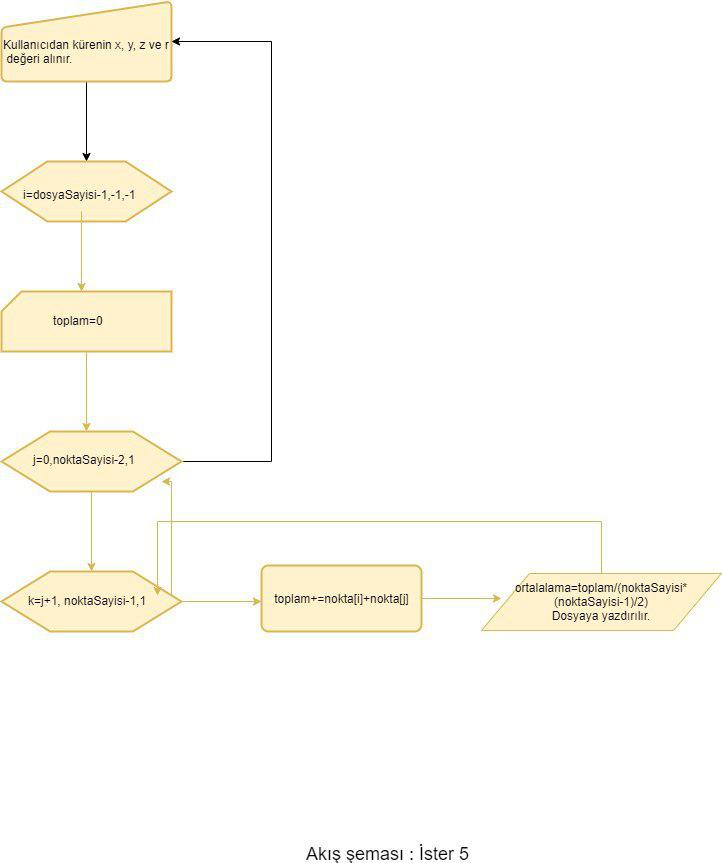 Kullanıcıdan kürenin x, y, z ve r
değeri alınır.
i=dosyaSayisi-1,-1,-1
toplam=0
j=0,noktaSayisi-2,1
k=j+1, noktaSayisi-1,1
toplam+=nokta[i]+nokta[j]
ortalalama=toplam/(noktaSayisi*
(noktaSayisi-1)/2)
Dosyaya yazdırılır.
Akış şeması : İster 5